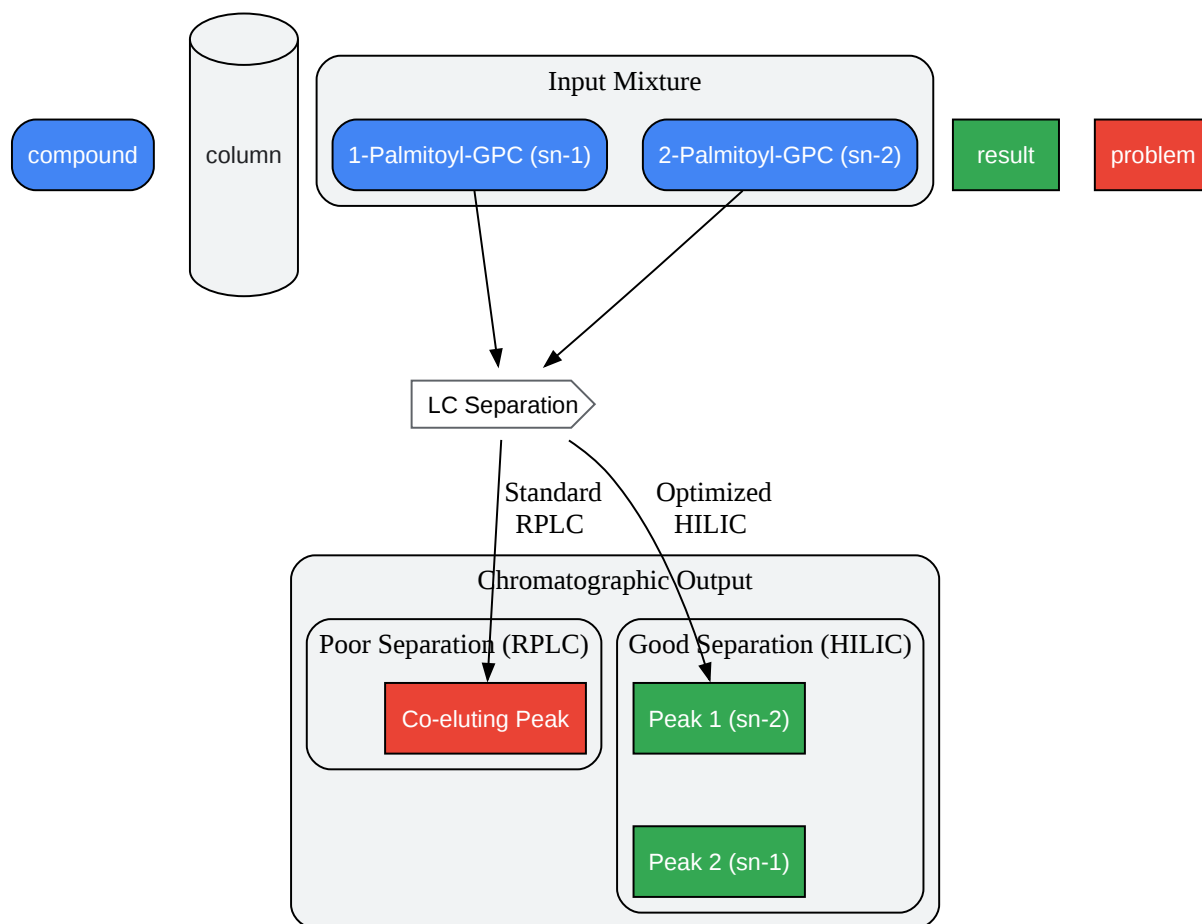 Input Mixture
compound
column
1-Palmitoyl-GPC (sn-1)
2-Palmitoyl-GPC (sn-2)
result
problem
LC Separation
Standard
RPLC
Optimized
HILIC
Chromatographic Output
Poor Separation (RPLC)
Good Separation (HILIC)
Co-eluting Peak
Peak 1 (sn-2)
Peak 2 (sn-1)